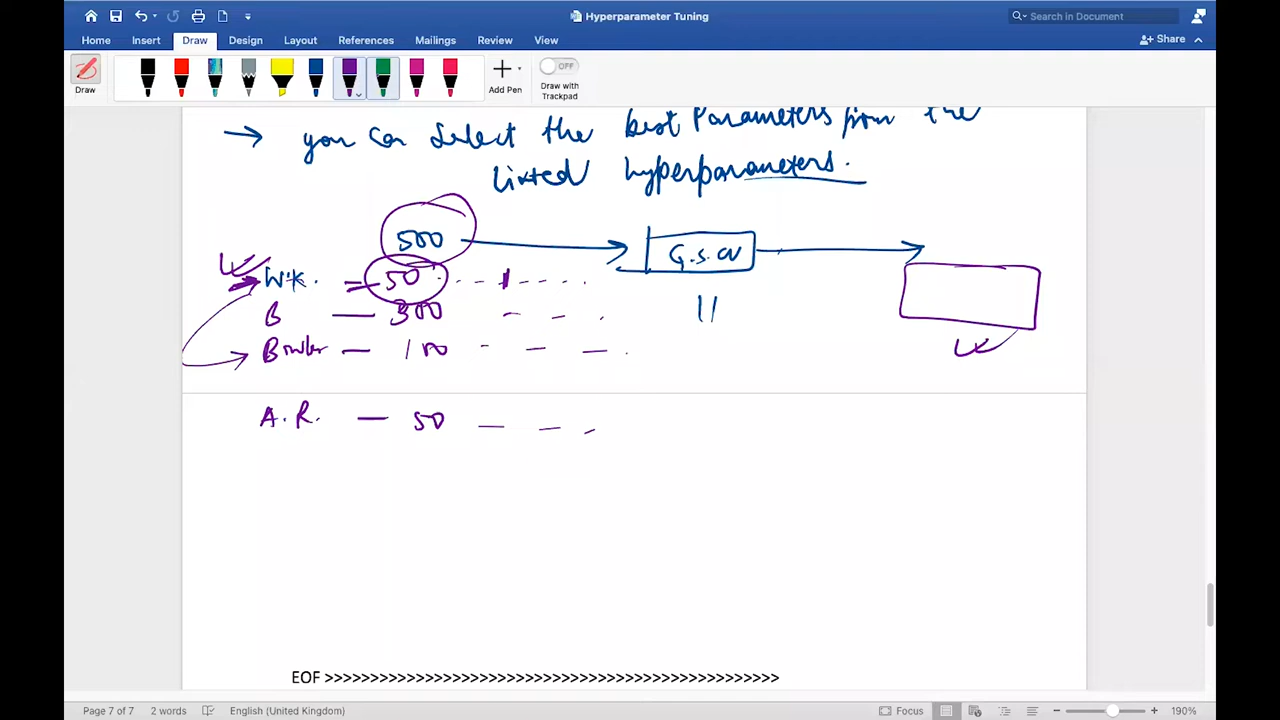 Hyperparameter Tuning
Search in Document
Home Insert Draw Design Layout References Mailings Review View
Share
Draw
Add Pen
OFF
Draw with Trackpad
→ you can select the best Parameters from the
listed hyperparameters.
500 G.S.CV
W.K. = 50
B — 300
11
Bowler — 100
A.R. — 50
EOF >>>>>>>>>>>>>>>>>>>>>>>>>>>>>>>>>>>>>>>>>>>>>>>
Page 7 of 7 2 words English (United Kingdom) Focus 190%